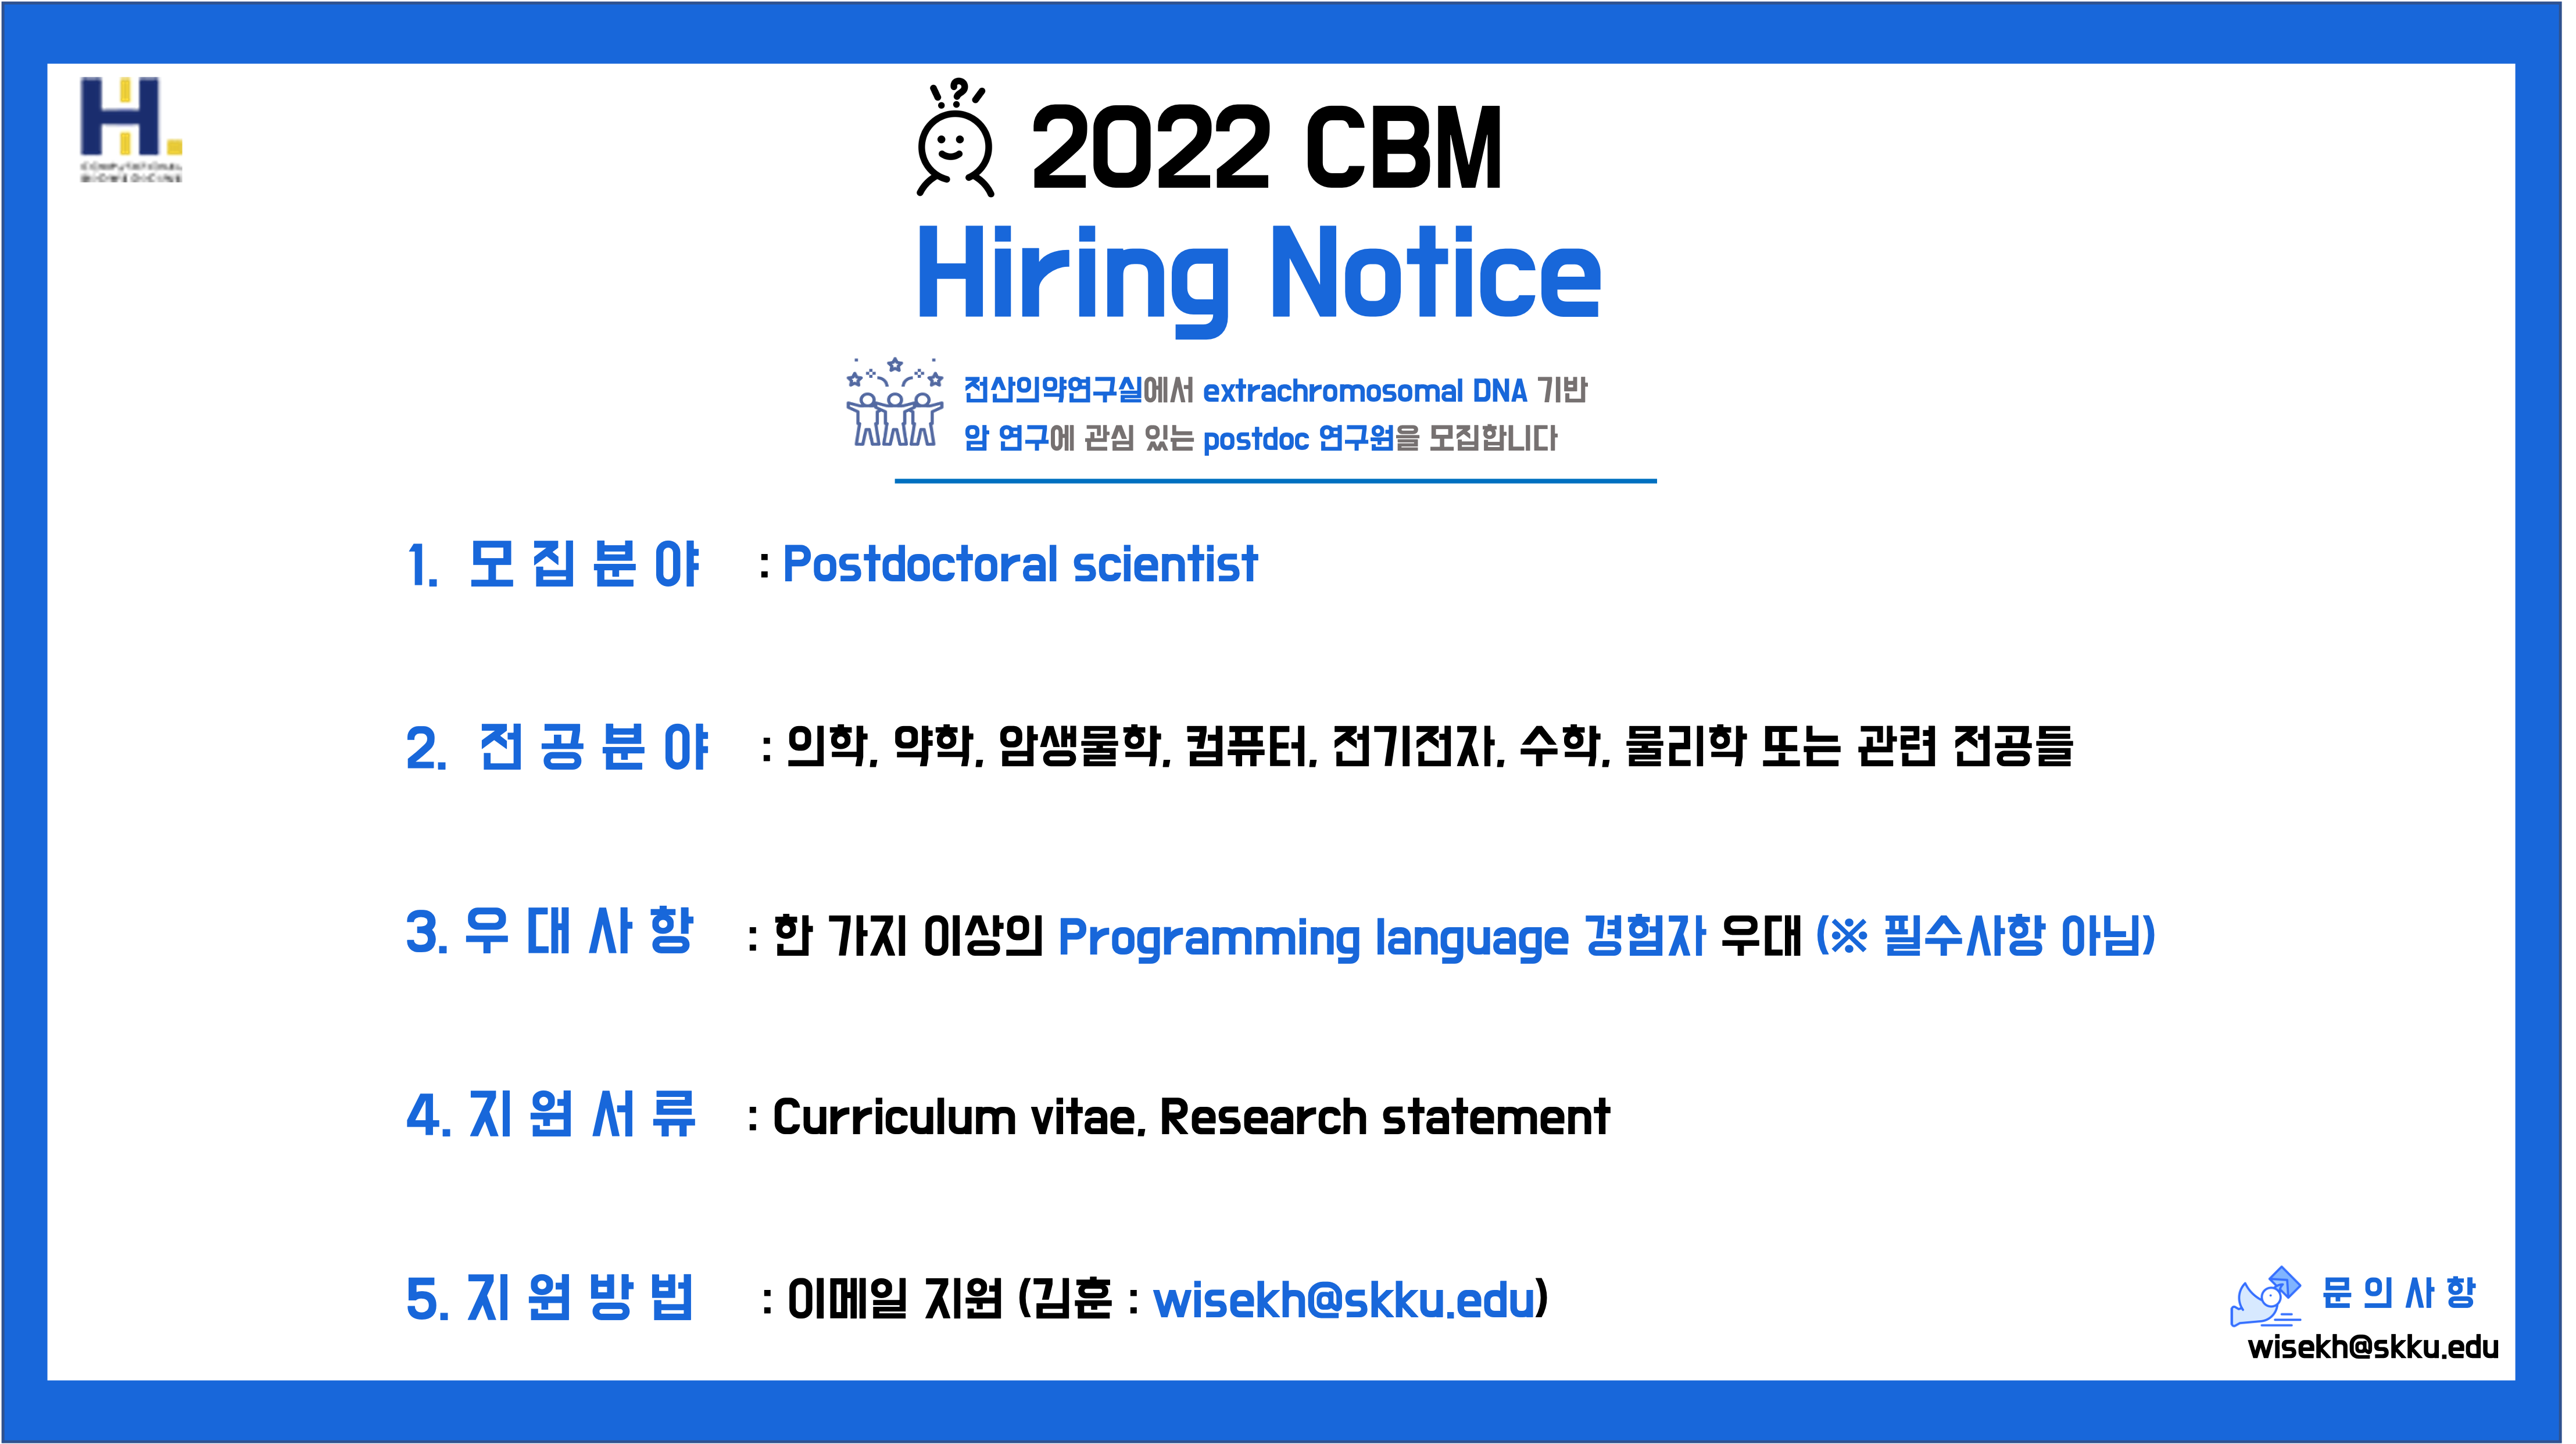 COMPUTATIONAL
BIOMEDICINE
2022 CBM
Hiring Notice
전산의약연구실에서 extrachromosomal DNA 기반
암 연구에 관심 있는 postdoc 연구원을 모집합니다
1. 모 집 분 야 : Postdoctoral scientist
2. 전 공 분 야 : 의학, 약학, 암생물학, 컴퓨터, 전기전자, 수학, 물리학 또는 관련 전공들
3. 우 대 사 항 : 한 가지 이상의 Programming language 경험자 우대 (※ 필수사항 아님)
4. 지 원 서 류 : Curriculum vitae, Research statement
5. 지 원 방 법 : 이메일 지원 (김훈 : wisekh@skku.edu)
문 의 사 항
wisekh@skku.edu